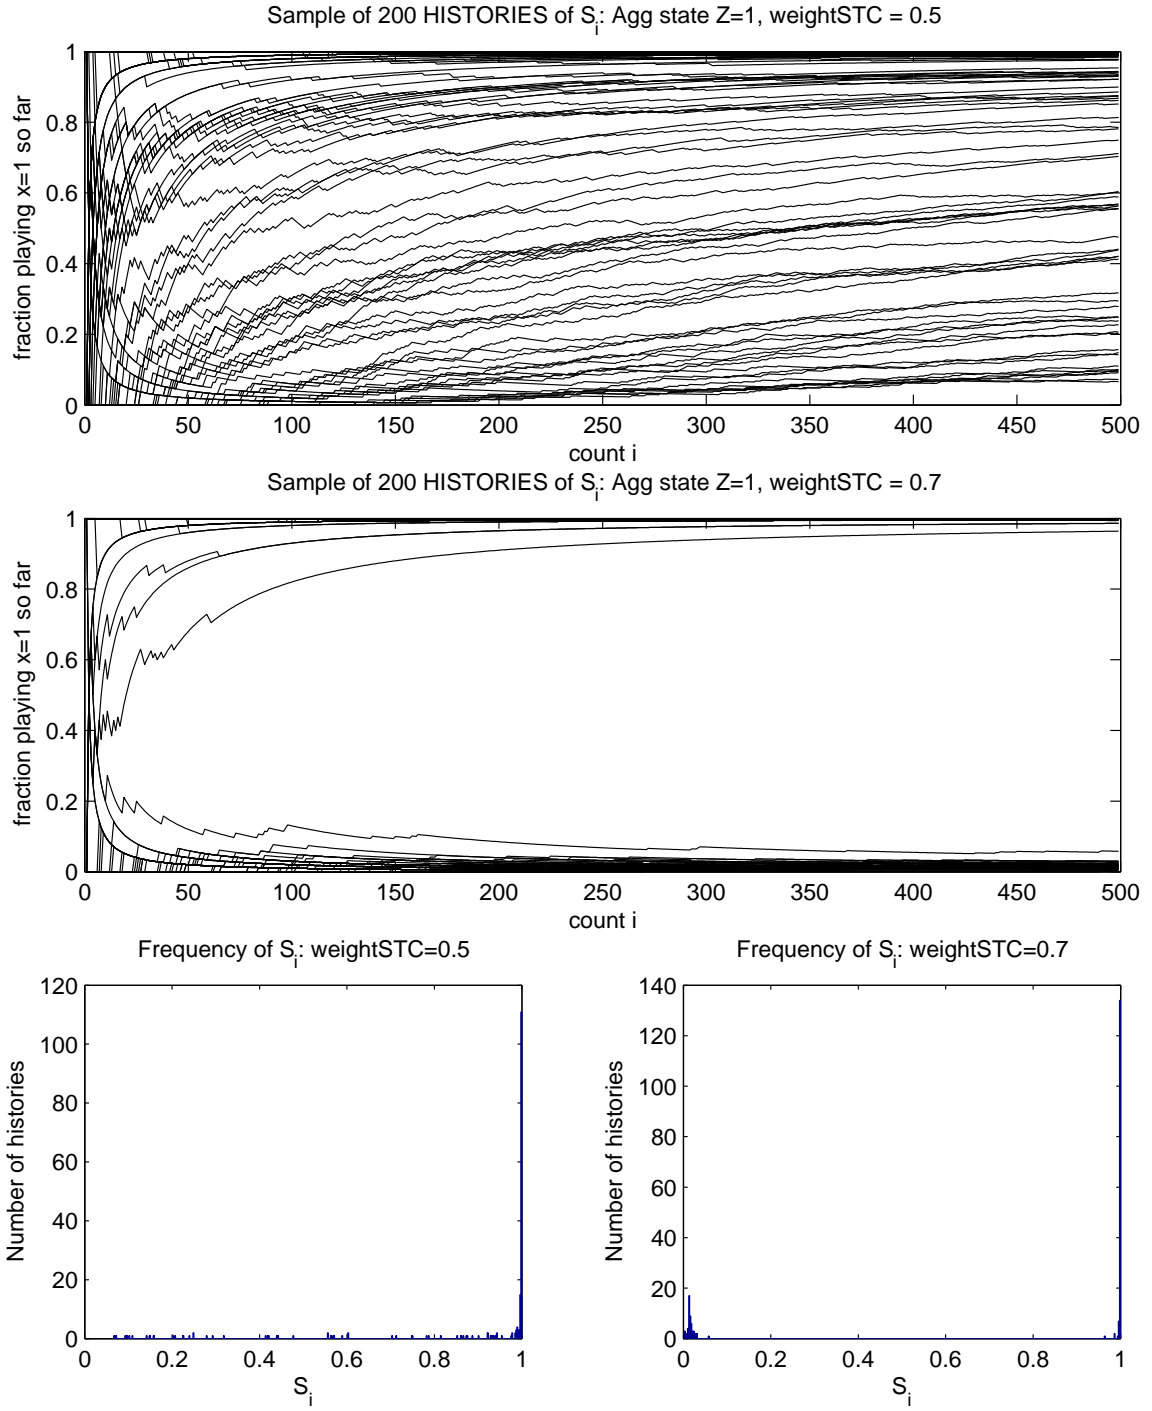 Sample of 200 HISTORIES of S_i: Agg state Z=1, weightSTC = 0.5
fraction playing x=1 so far
1
0.8
0.6
0.4
0.2
0
0 50 100 150 200 250 300 350 400 450 500
count i
Sample of 200 HISTORIES of S_i: Agg state Z=1, weightSTC = 0.7
fraction playing x=1 so far
1
0.8
0.6
0.4
0.2
0
0 50 100 150 200 250 300 350 400 450 500
count i
Frequency of S_i: weightSTC=0.5
Number of histories
120
100
80
60
40
20
0
0 0.2 0.4 0.6 0.8 1
S_i
Frequency of S_i: weightSTC=0.7
Number of histories
140
120
100
80
60
40
20
0
0 0.2 0.4 0.6 0.8 1
S_i